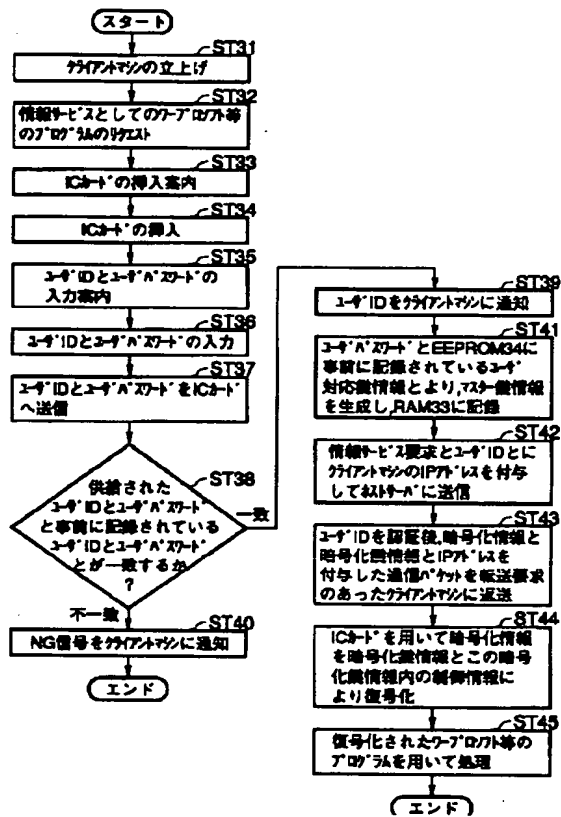 スタート
ST31
クライアントマシンの立上げ
ST32
情報サービスとしてのワープロソフト等
のプログラムのリクエスト
ST33
ICカードの挿入案内
ST34
ICカードの挿入
ST35
ユーザIDとユーザパスワードの
入力案内
ST36
ユーザIDとユーザパスワードの入力
ST37
ユーザIDとユーザパスワードをICカード
へ送信
ST38
供給された
ユーザIDとユーザパスワード
と事前に記録されている
ユーザIDとユーザパスワード
とが一致するか
?
一致
不一致
ST40
NG信号をクライアントマシンに通知
エンド
ST39
ユーザIDをクライアントマシンに通知
ST41
ユーザパスワードとEEPROM34に
事前に記録されているユーザ
対応鍵情報とより,マスター鍵情報
を生成し,RAM33に記録
ST42
情報サービス要求とユーザIDとに
クライアントマシンのIPアドレスを付与
してホストサーバに送信
ST43
ユーザIDを認証後,暗号化情報と
暗号化鍵情報とIPアドレスを
付与した通信パケットを転送要求
のあったクライアントマシンに返送
ST44
ICカードを用いて暗号化情報
を暗号化鍵情報とこの暗号
化鍵情報内の制御情報に
より復号化
ST45
復号化されたワープロソフト等の
プログラムを用いて処理
エンド